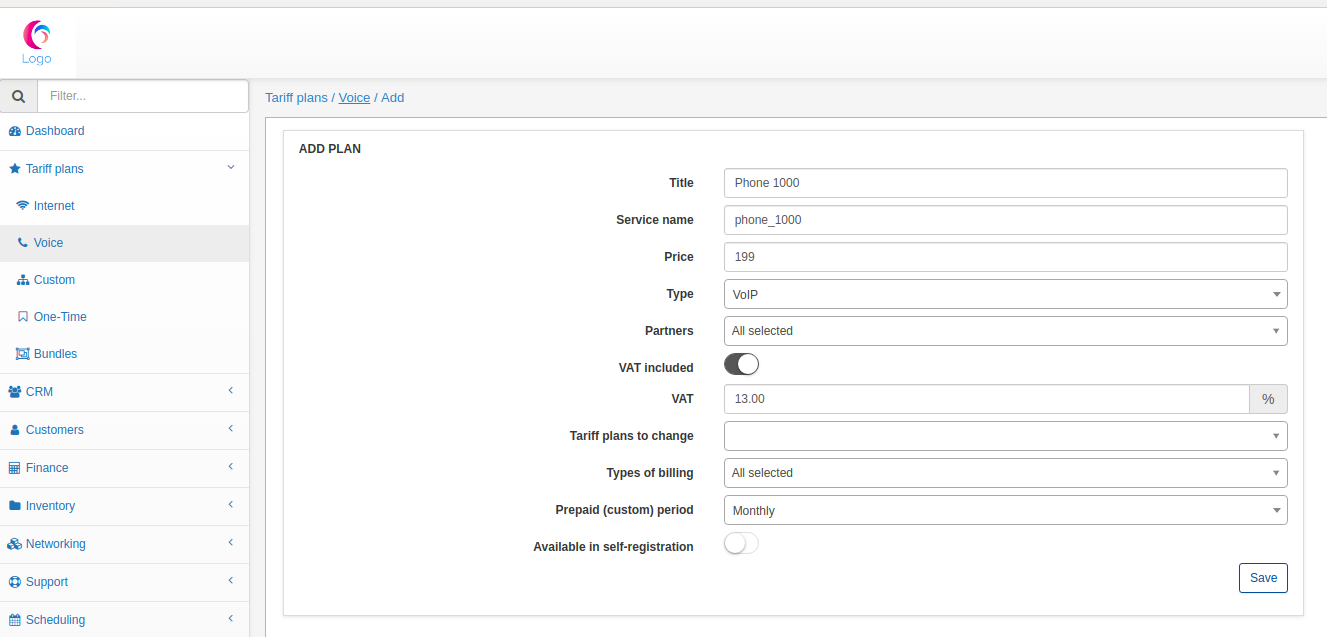 Logo
Filter...
Tariff plans / Voice / Add
Dashboard
Tariff plans
Internet
Voice
Custom
One-Time
Bundles
CRM
Customers
Finance
Inventory
Networking
Support
Scheduling
ADD PLAN
Title Phone 1000
Service name phone_1000
Price 199
Type VoIP
Partners All selected
VAT included
VAT 13.00 %
Tariff plans to change
Types of billing All selected
Prepaid (custom) period Monthly
Available in self-registration
Save